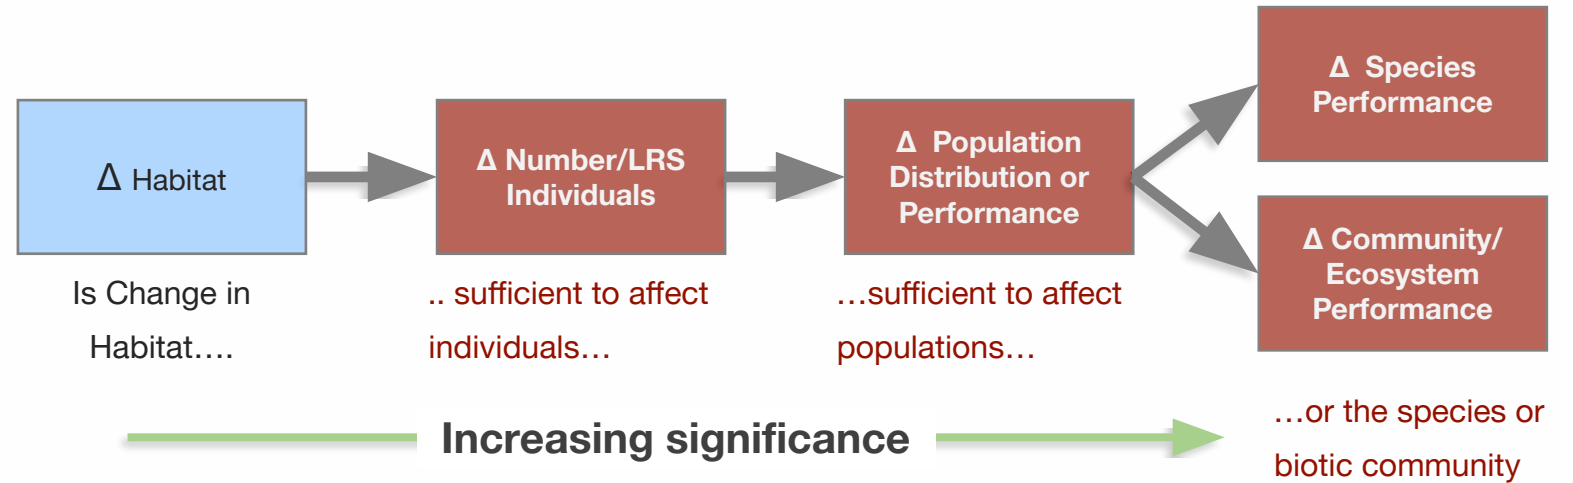 Δ Habitat
Δ Number/LRS
Individuals
Δ Population
Distribution or
Performance
Δ Species
Performance
Δ Community/
Ecosystem
Performance
Is Change in
Habitat....
.. sufficient to affect
individuals…
…sufficient to affect
populations…
…or the species or
biotic community
Increasing significance